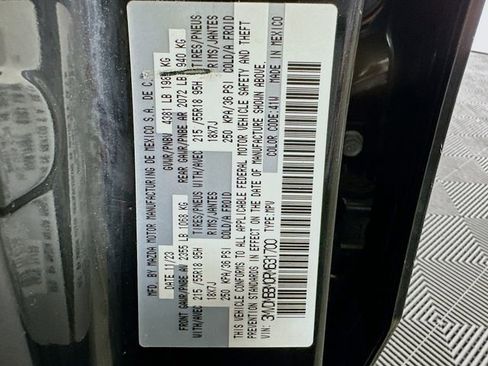 MFD. BY MAZDA MOTOR MANUFACTURING DE MEXICO S.A. DE C.V.
DATE 11/23 GVWR/PNBV 4381 LB 1987 KG
FRONT GAWR/PNBE AV 2355 LB 1068 KG REAR GAWR/PNBE AR 2072 LB 940 KG
WITH/AVEC TIRES/PNEUS WITH/AVEC TIRES/PNEUS
215/55R18 95H RIMS/JANTES 215/55R18 95H RIMS/JANTES
18X7J COLD/A FROID 18X7J COLD/A FROID
250 KPA/36 PSI 250 KPA/36 PSI
THIS VEHICLE CONFORMS TO ALL APPLICABLE FEDERAL MOTOR VEHICLE SAFETY AND THEFT
PREVENTION STANDARDS IN EFFECT ON THE DATE OF MANUFACTURE SHOWN ABOVE.
VIN: TYPE: MPV COLOR CODE: 41W MADE IN MEXICO